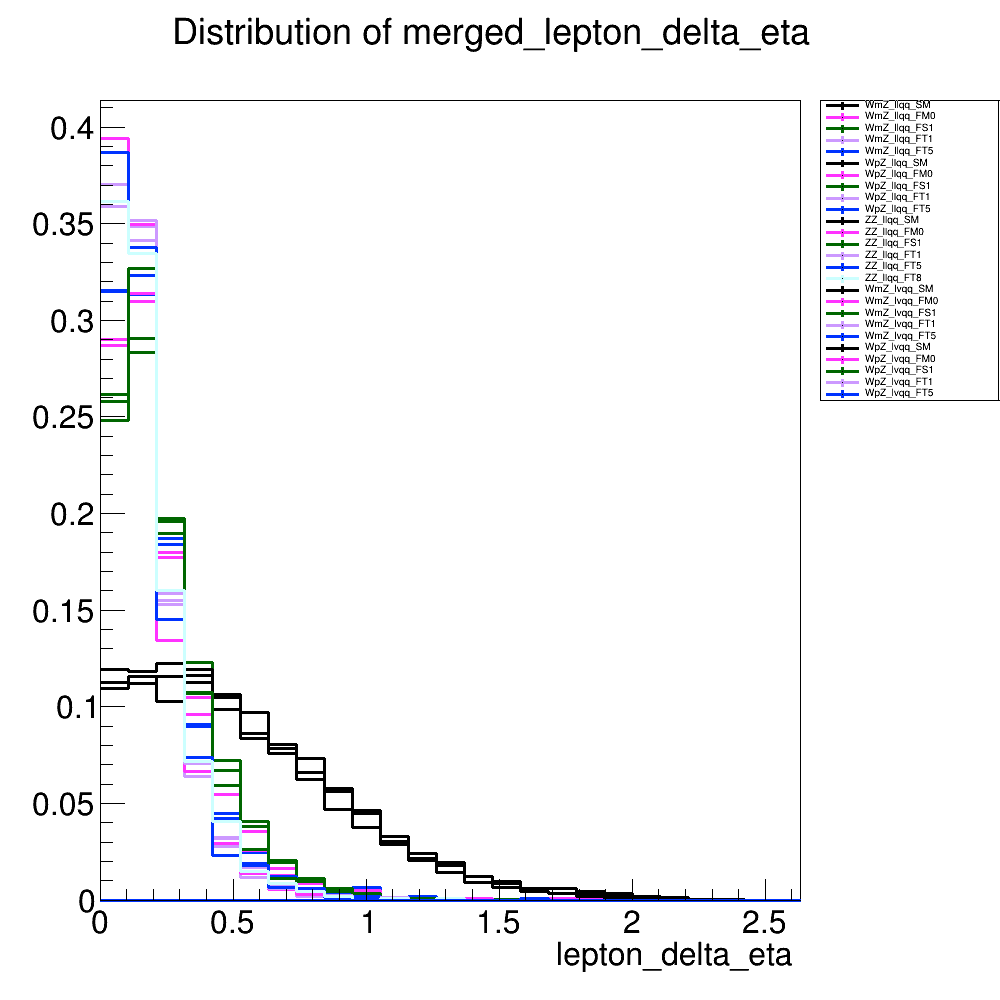 Distribution of merged_lepton_delta_eta
0.4
0.35
0.3
0.25
0.2
0.15
0.1
0.05
0
0 0.5 1 1.5 2 2.5
lepton_delta_eta
WmZ_llqq_SM
WmZ_llqq_FM0
WmZ_llqq_FS1
WmZ_llqq_FT1
WmZ_llqq_FT5
WpZ_llqq_SM
WpZ_llqq_FM0
WpZ_llqq_FS1
WpZ_llqq_FT1
WpZ_llqq_FT5
ZZ_llqq_SM
ZZ_llqq_FM0
ZZ_llqq_FS1
ZZ_llqq_FT1
ZZ_llqq_FT5
ZZ_llqq_FT8
WmZ_lvqq_SM
WmZ_lvqq_FM0
WmZ_lvqq_FS1
WmZ_lvqq_FT1
WmZ_lvqq_FT5
WpZ_lvqq_SM
WpZ_lvqq_FM0
WpZ_lvqq_FS1
WpZ_lvqq_FT1
WpZ_lvqq_FT5